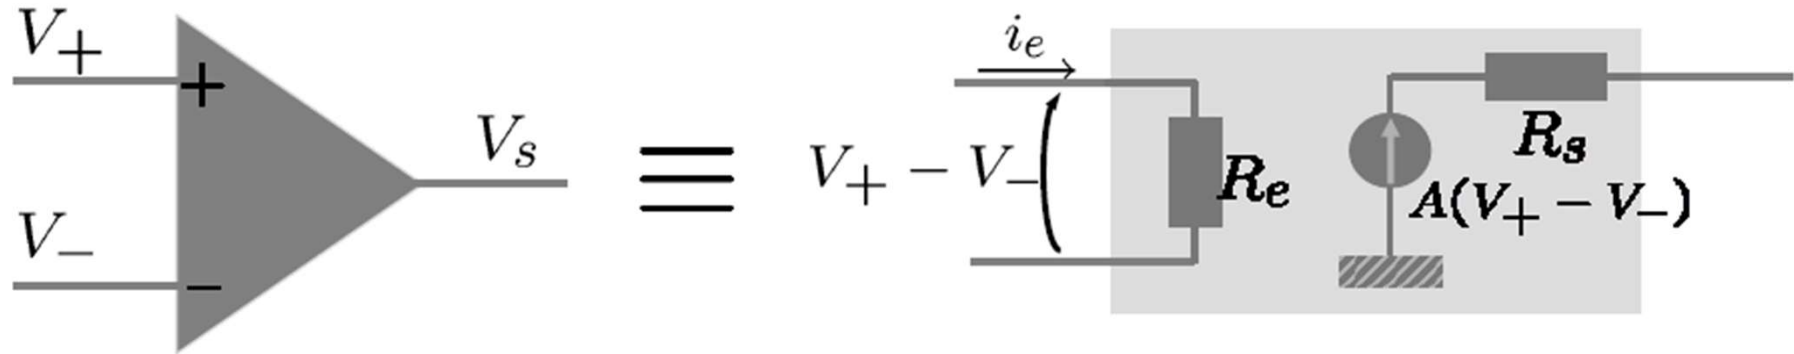 V₊
+
V₋
−
Vₛ
≡
iₑ
V₊ − V₋
Rₑ
Rₛ
A(V₊ − V₋)